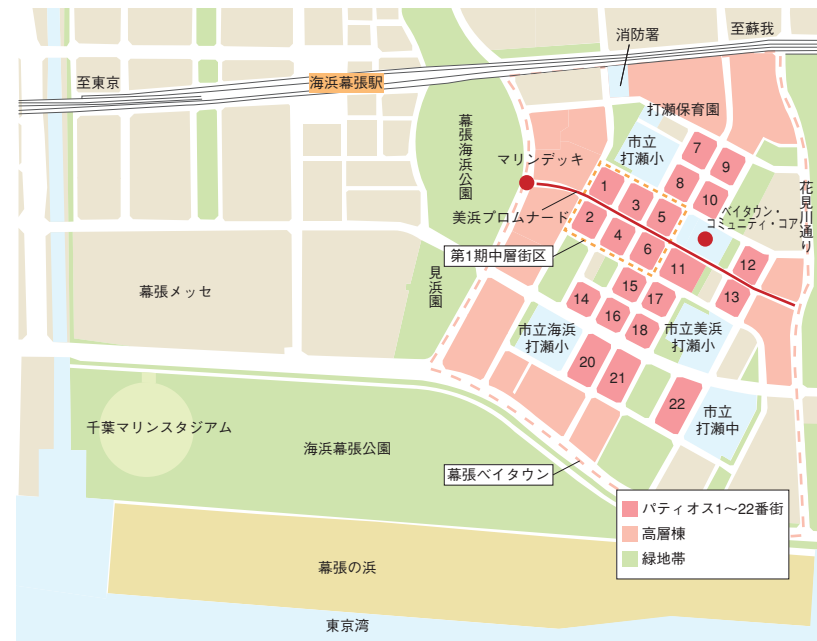 消防署
至蘇我
至東京
海浜幕張駅
打瀬保育園
幕張海浜公園
市立
打瀬小
マリンデッキ
7
9
8
10
1
3
5
2
4
6
美浜プロムナード
ベイタウン・
コミュニティ・コア
花見川通り
第1期中層街区
11
12
13
見浜園
幕張メッセ
14
15
17
16
18
市立海浜
打瀬小
市立美浜
打瀬小
20
21
22
市立
打瀬中
千葉マリンスタジアム
海浜幕張公園
幕張ベイタウン
パティオス1〜22番街
高層棟
緑地帯
幕張の浜
東京湾